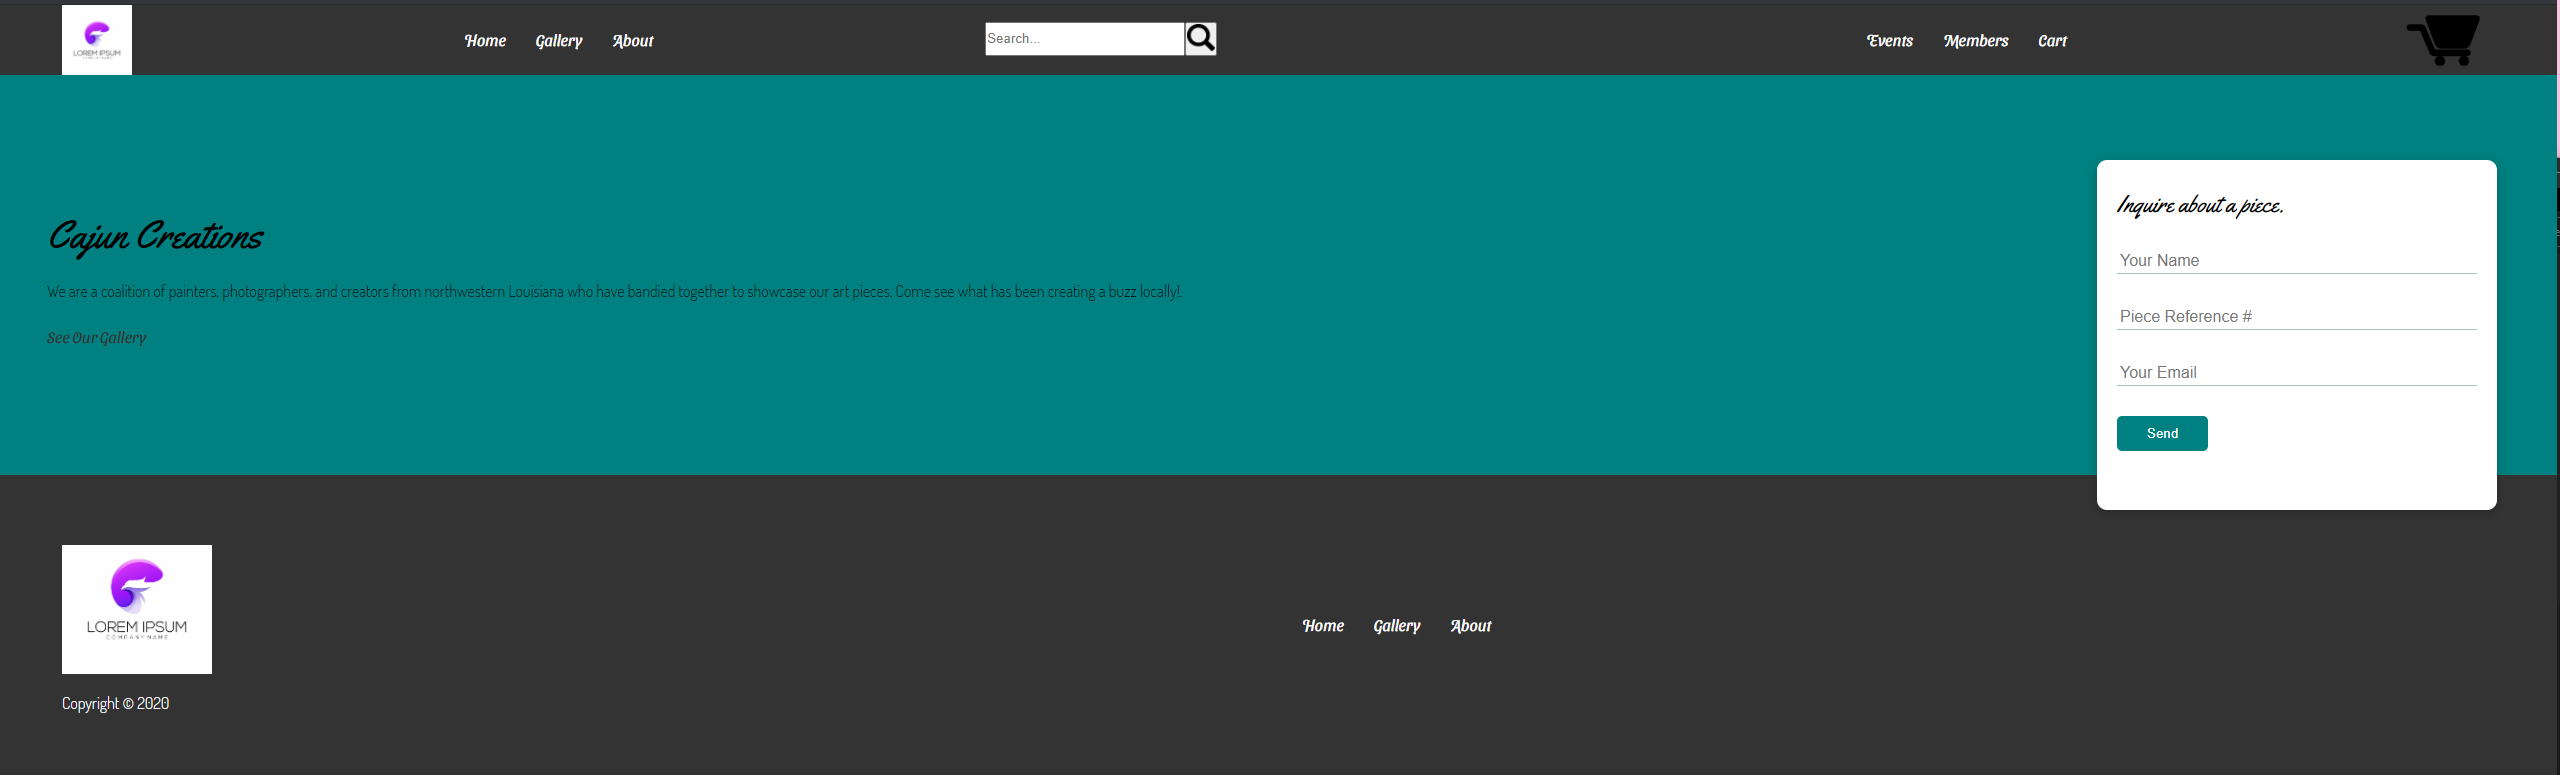 LOREM IPSUM
COMPANY NAME
Home Gallery About
Search...
Events Members Cart
Cajun Creations
We are a coalition of painters, photographers, and creators from northwestern Louisiana who have bandied together to showcase our art pieces. Come see what has been creating a buzz locally!.
See Our Gallery
Inquire about a piece.
Your Name
Piece Reference #
Your Email
Send
LOREM IPSUM
COMPANY NAME
Copyright © 2020
Home Gallery About